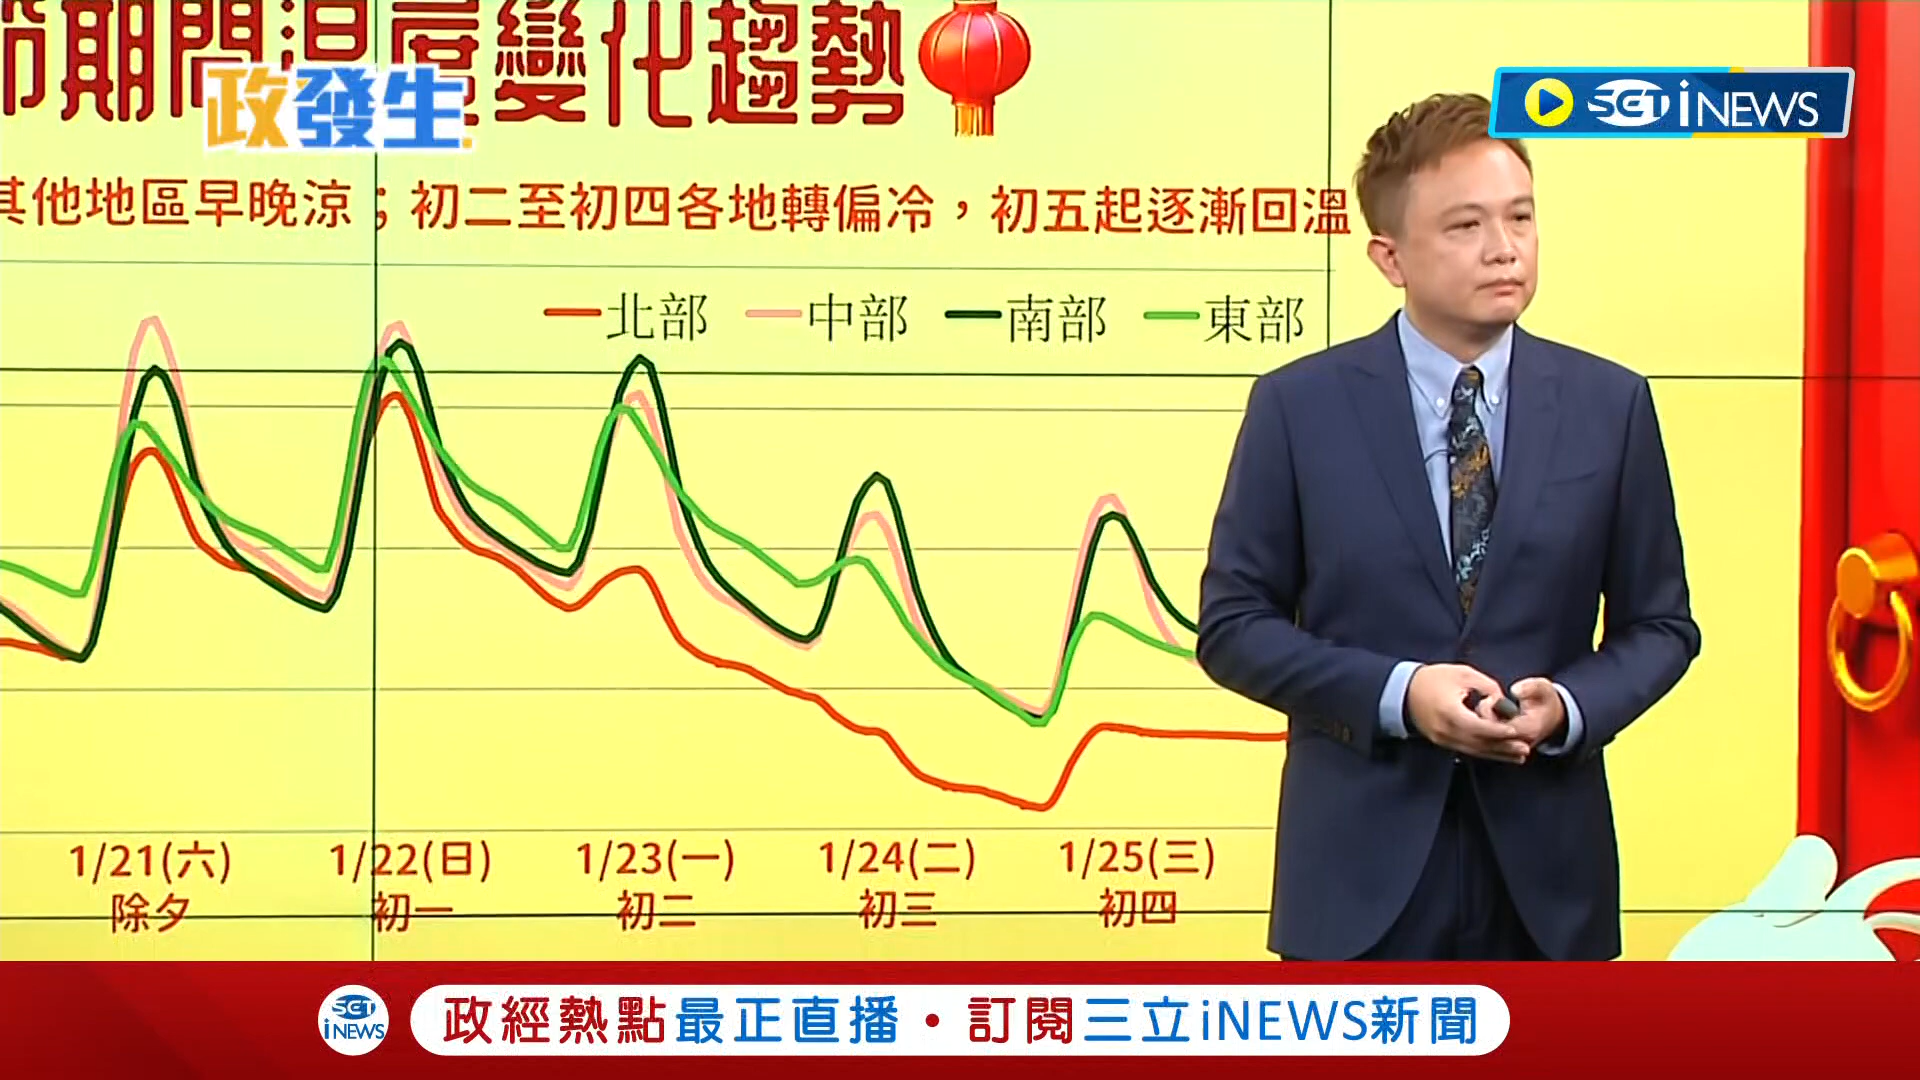 節期間溫度變化趨勢
政發生
SET iNEWS
其他地區早晚涼；初二至初四各地轉偏冷，初五起逐漸回溫
北部 中部 南部 東部
1/21(六) 1/22(日) 1/23(一) 1/24(二) 1/25(三)
除夕 初一 初二 初三 初四
SET iNEWS 政經熱點最正直播・訂閱三立iNEWS新聞